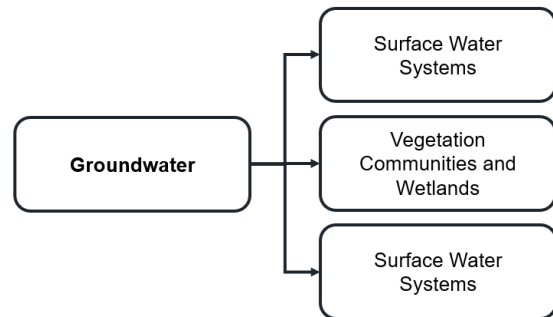 Groundwater
Surface Water
Systems
Vegetation
Communities and
Wetlands
Surface Water
Systems